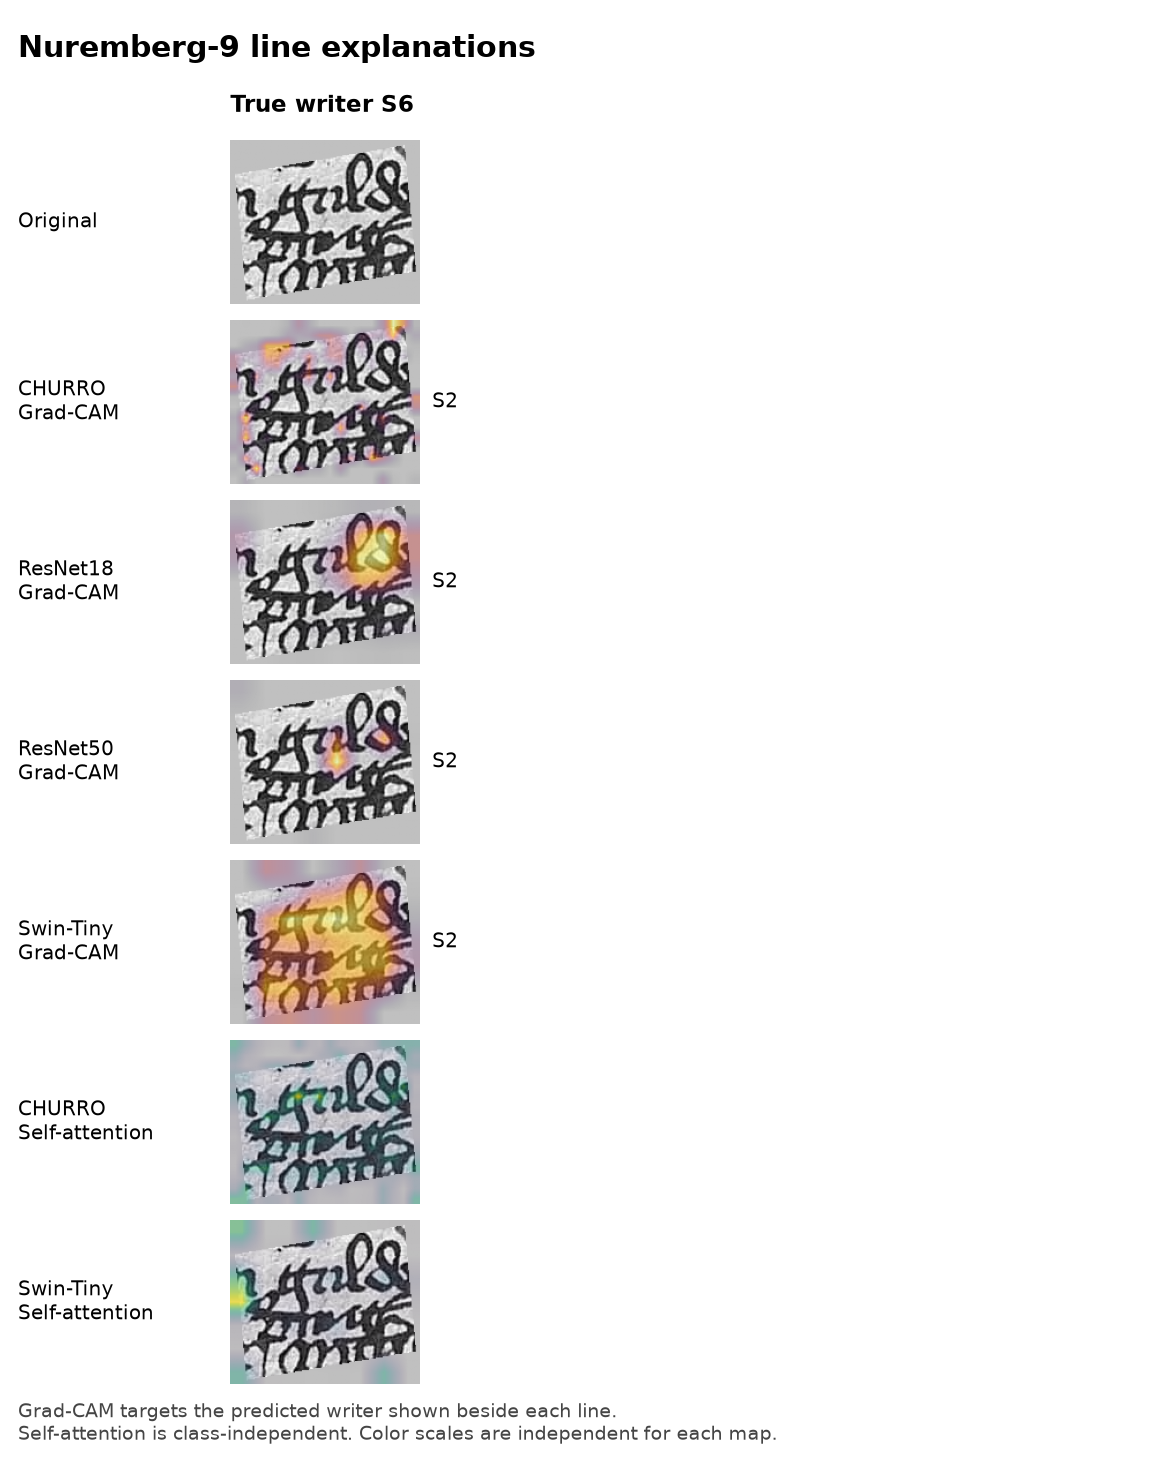 Nuremberg-9 line explanations
True writer S6
Original
CHURRO
Grad-CAM
S2
ResNet18
Grad-CAM
S2
ResNet50
Grad-CAM
S2
Swin-Tiny
Grad-CAM
S2
CHURRO
Self-attention
Swin-Tiny
Self-attention
Grad-CAM targets the predicted writer shown beside each line.
Self-attention is class-independent. Color scales are independent for each map.